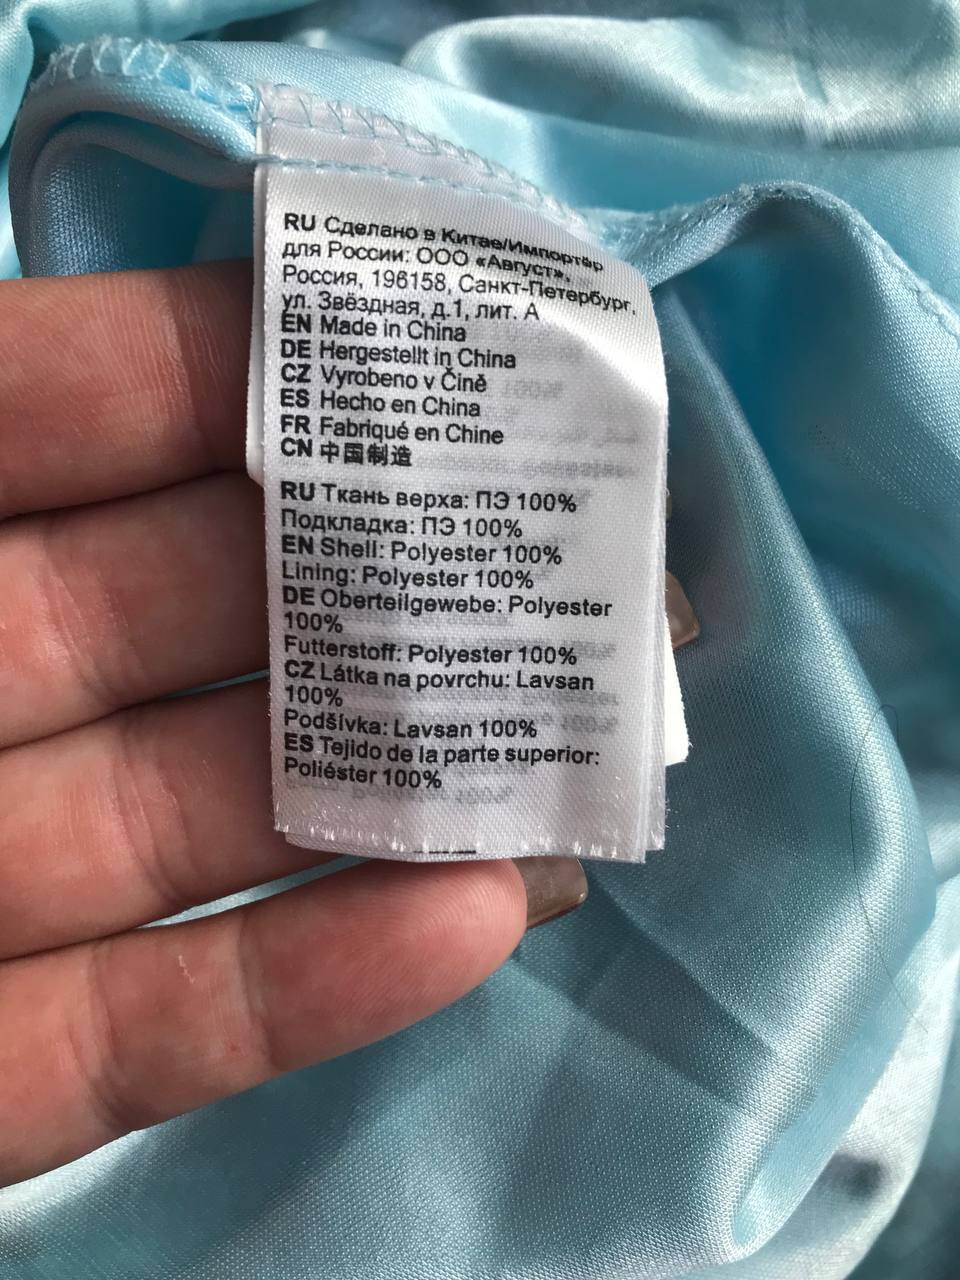 RU Сделано в Китае/Импортёр
для России: ООО «Август»,
Россия, 196158, Санкт-Петербург,
ул. Звёздная, д.1, лит. А
EN Made in China
DE Hergestellt in China
CZ Vyrobeno v Čině
ES Hecho en China
FR Fabriqué en Chine
CN 中国制造
RU Ткань верха: ПЭ 100%
Подкладка: ПЭ 100%
EN Shell: Polyester 100%
Lining: Polyester 100%
DE Oberteilgewebe: Polyester
100%
Futterstoff: Polyester 100%
CZ Látka na povrchu: Lavsan
100%
Podšívka: Lavsan 100%
ES Tejido de la parte superior:
Poliéster 100%